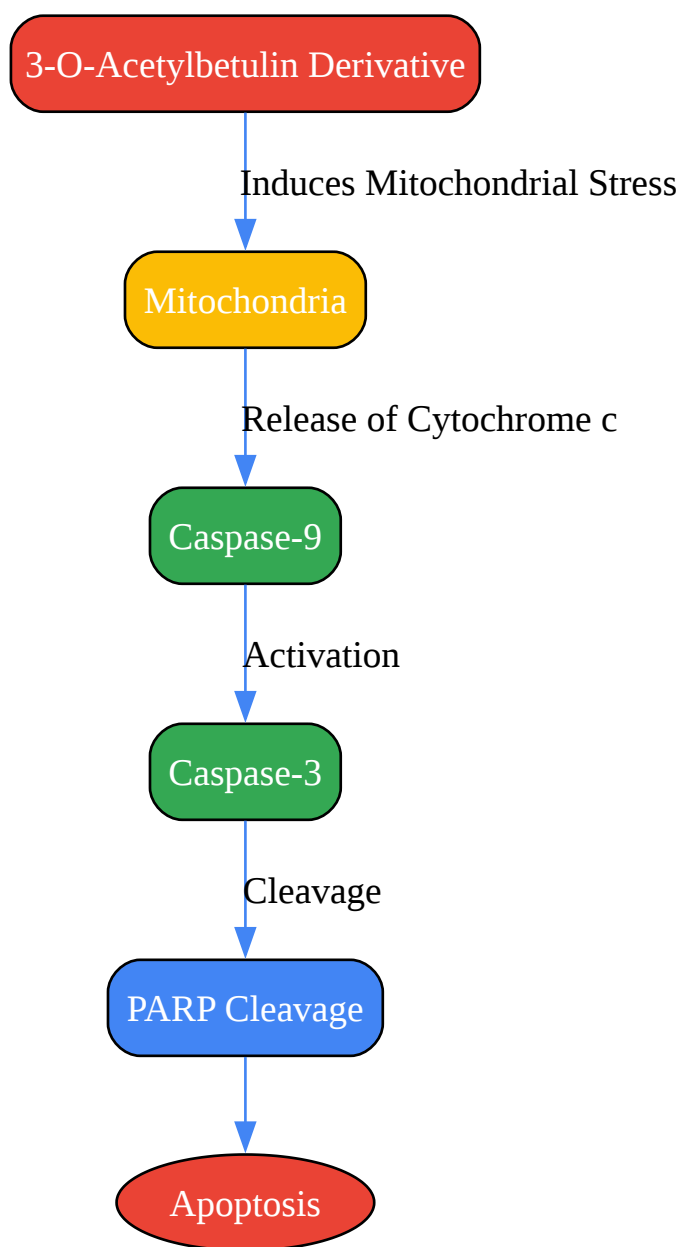 3-O-Acetylbetulin Derivative
Induces Mitochondrial Stress
Mitochondria
Release of Cytochrome c
Caspase-9
Activation
Caspase-3
Cleavage
PARP Cleavage
Apoptosis